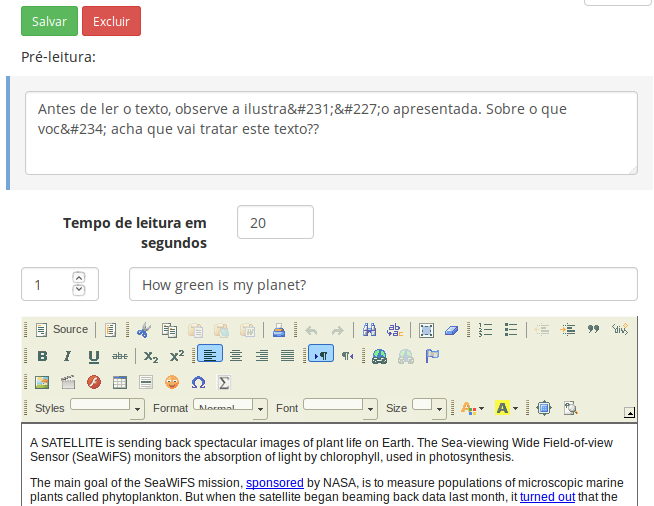 Salvar Excluir
Pré-leitura:
Antes de ler o texto, observe a ilustra&#231;&#227;o apresentada. Sobre o que
voc&#234; acha que vai tratar este texto??
Tempo de leitura em
segundos
20
1 How green is my planet?
Source
B I U abc X2 X²
Styles Format Normal Font Size A A
A SATELLITE is sending back spectacular images of plant life on Earth. The Sea-viewing Wide Field-of-view
Sensor (SeaWiFS) monitors the absorption of light by chlorophyll, used in photosynthesis.
The main goal of the SeaWiFS mission, sponsored by NASA, is to measure populations of microscopic marine
plants called phytoplankton. But when the satellite began beaming back data last month, it turned out that the